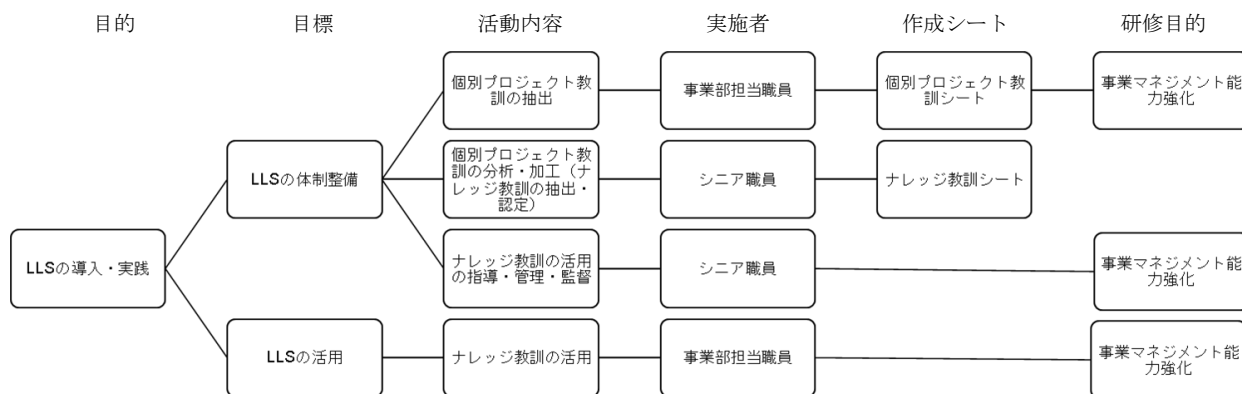 目的
目標
活動内容
実施者
作成シート
研修目的
個別プロジェクト教
訓の抽出
事業部担当職員
個別プロジェクト教
訓シート
事業マネジメント能
力強化
LLSの体制整備
個別プロジェクト教
訓の分析・加工（ナ
レッジ教訓の抽出・
認定）
シニア職員
ナレッジ教訓シート
LLSの導入・実践
ナレッジ教訓の活用
の指導・管理・監督
シニア職員
事業マネジメント能
力強化
LLSの活用
ナレッジ教訓の活用
事業部担当職員
事業マネジメント能
力強化